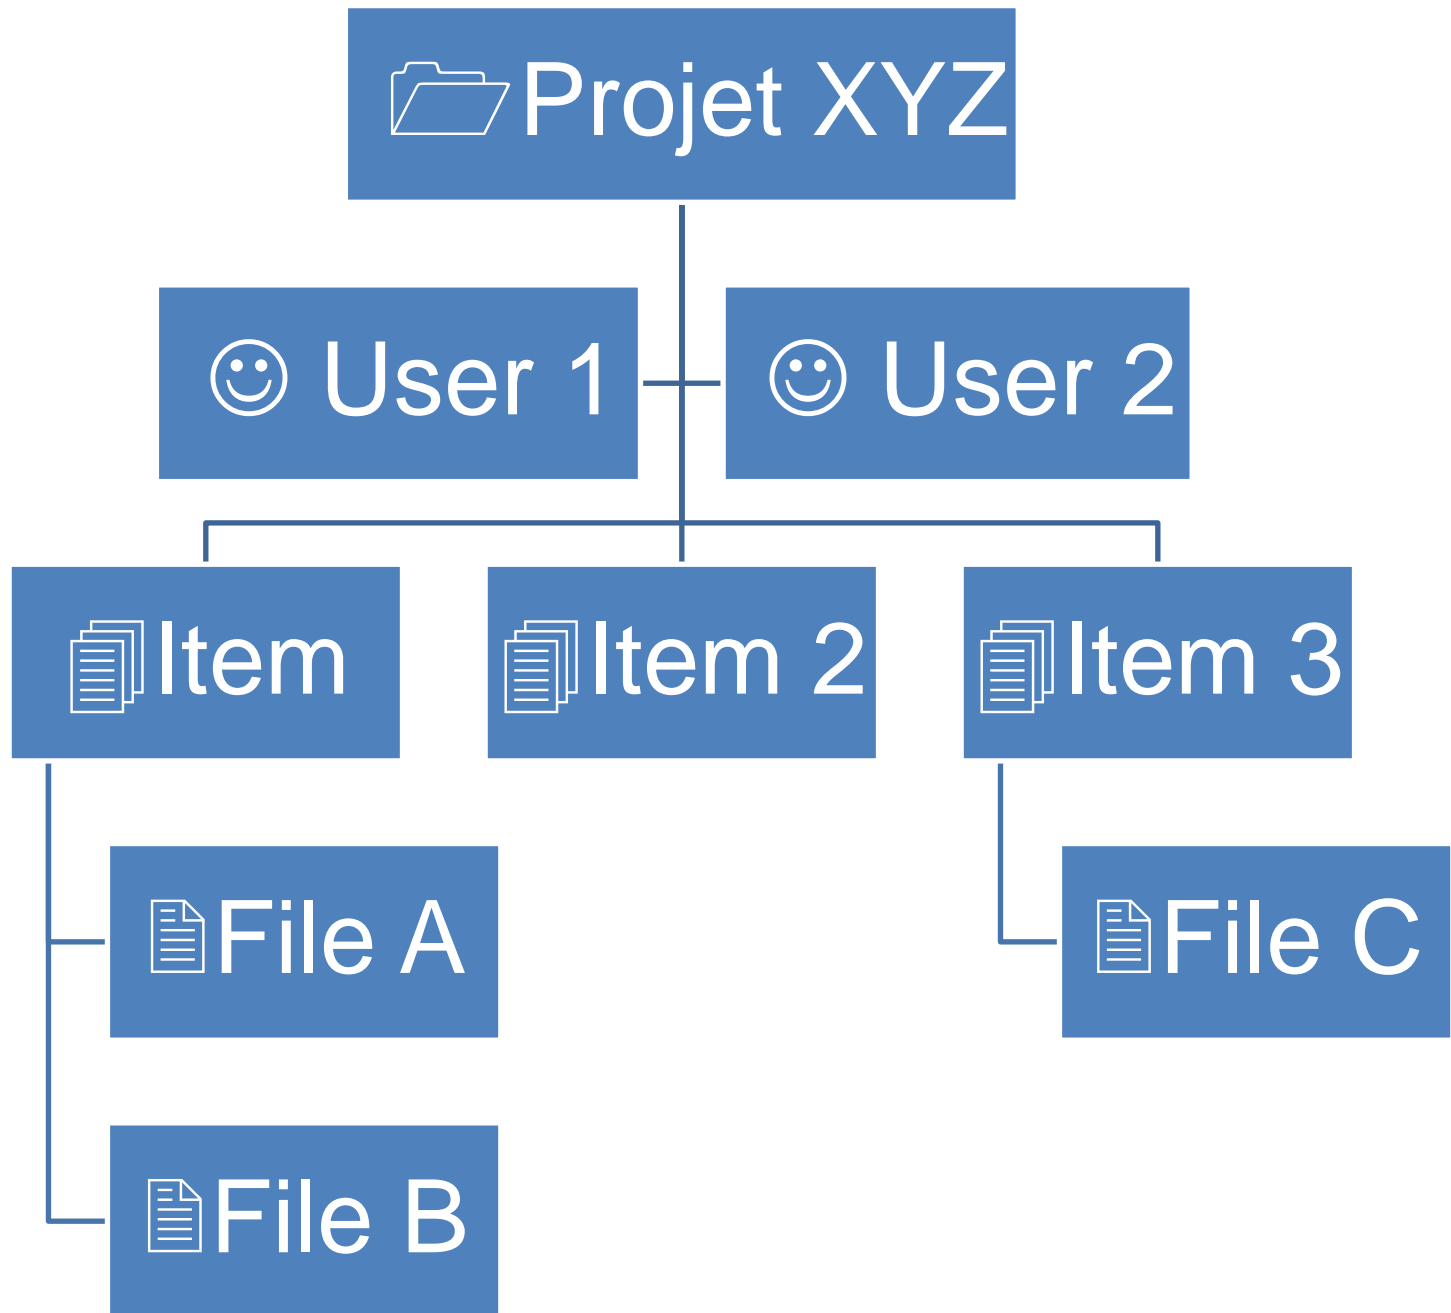 Projet XYZ
User 1
User 2
Item
Item 2
Item 3
File A
File C
File B